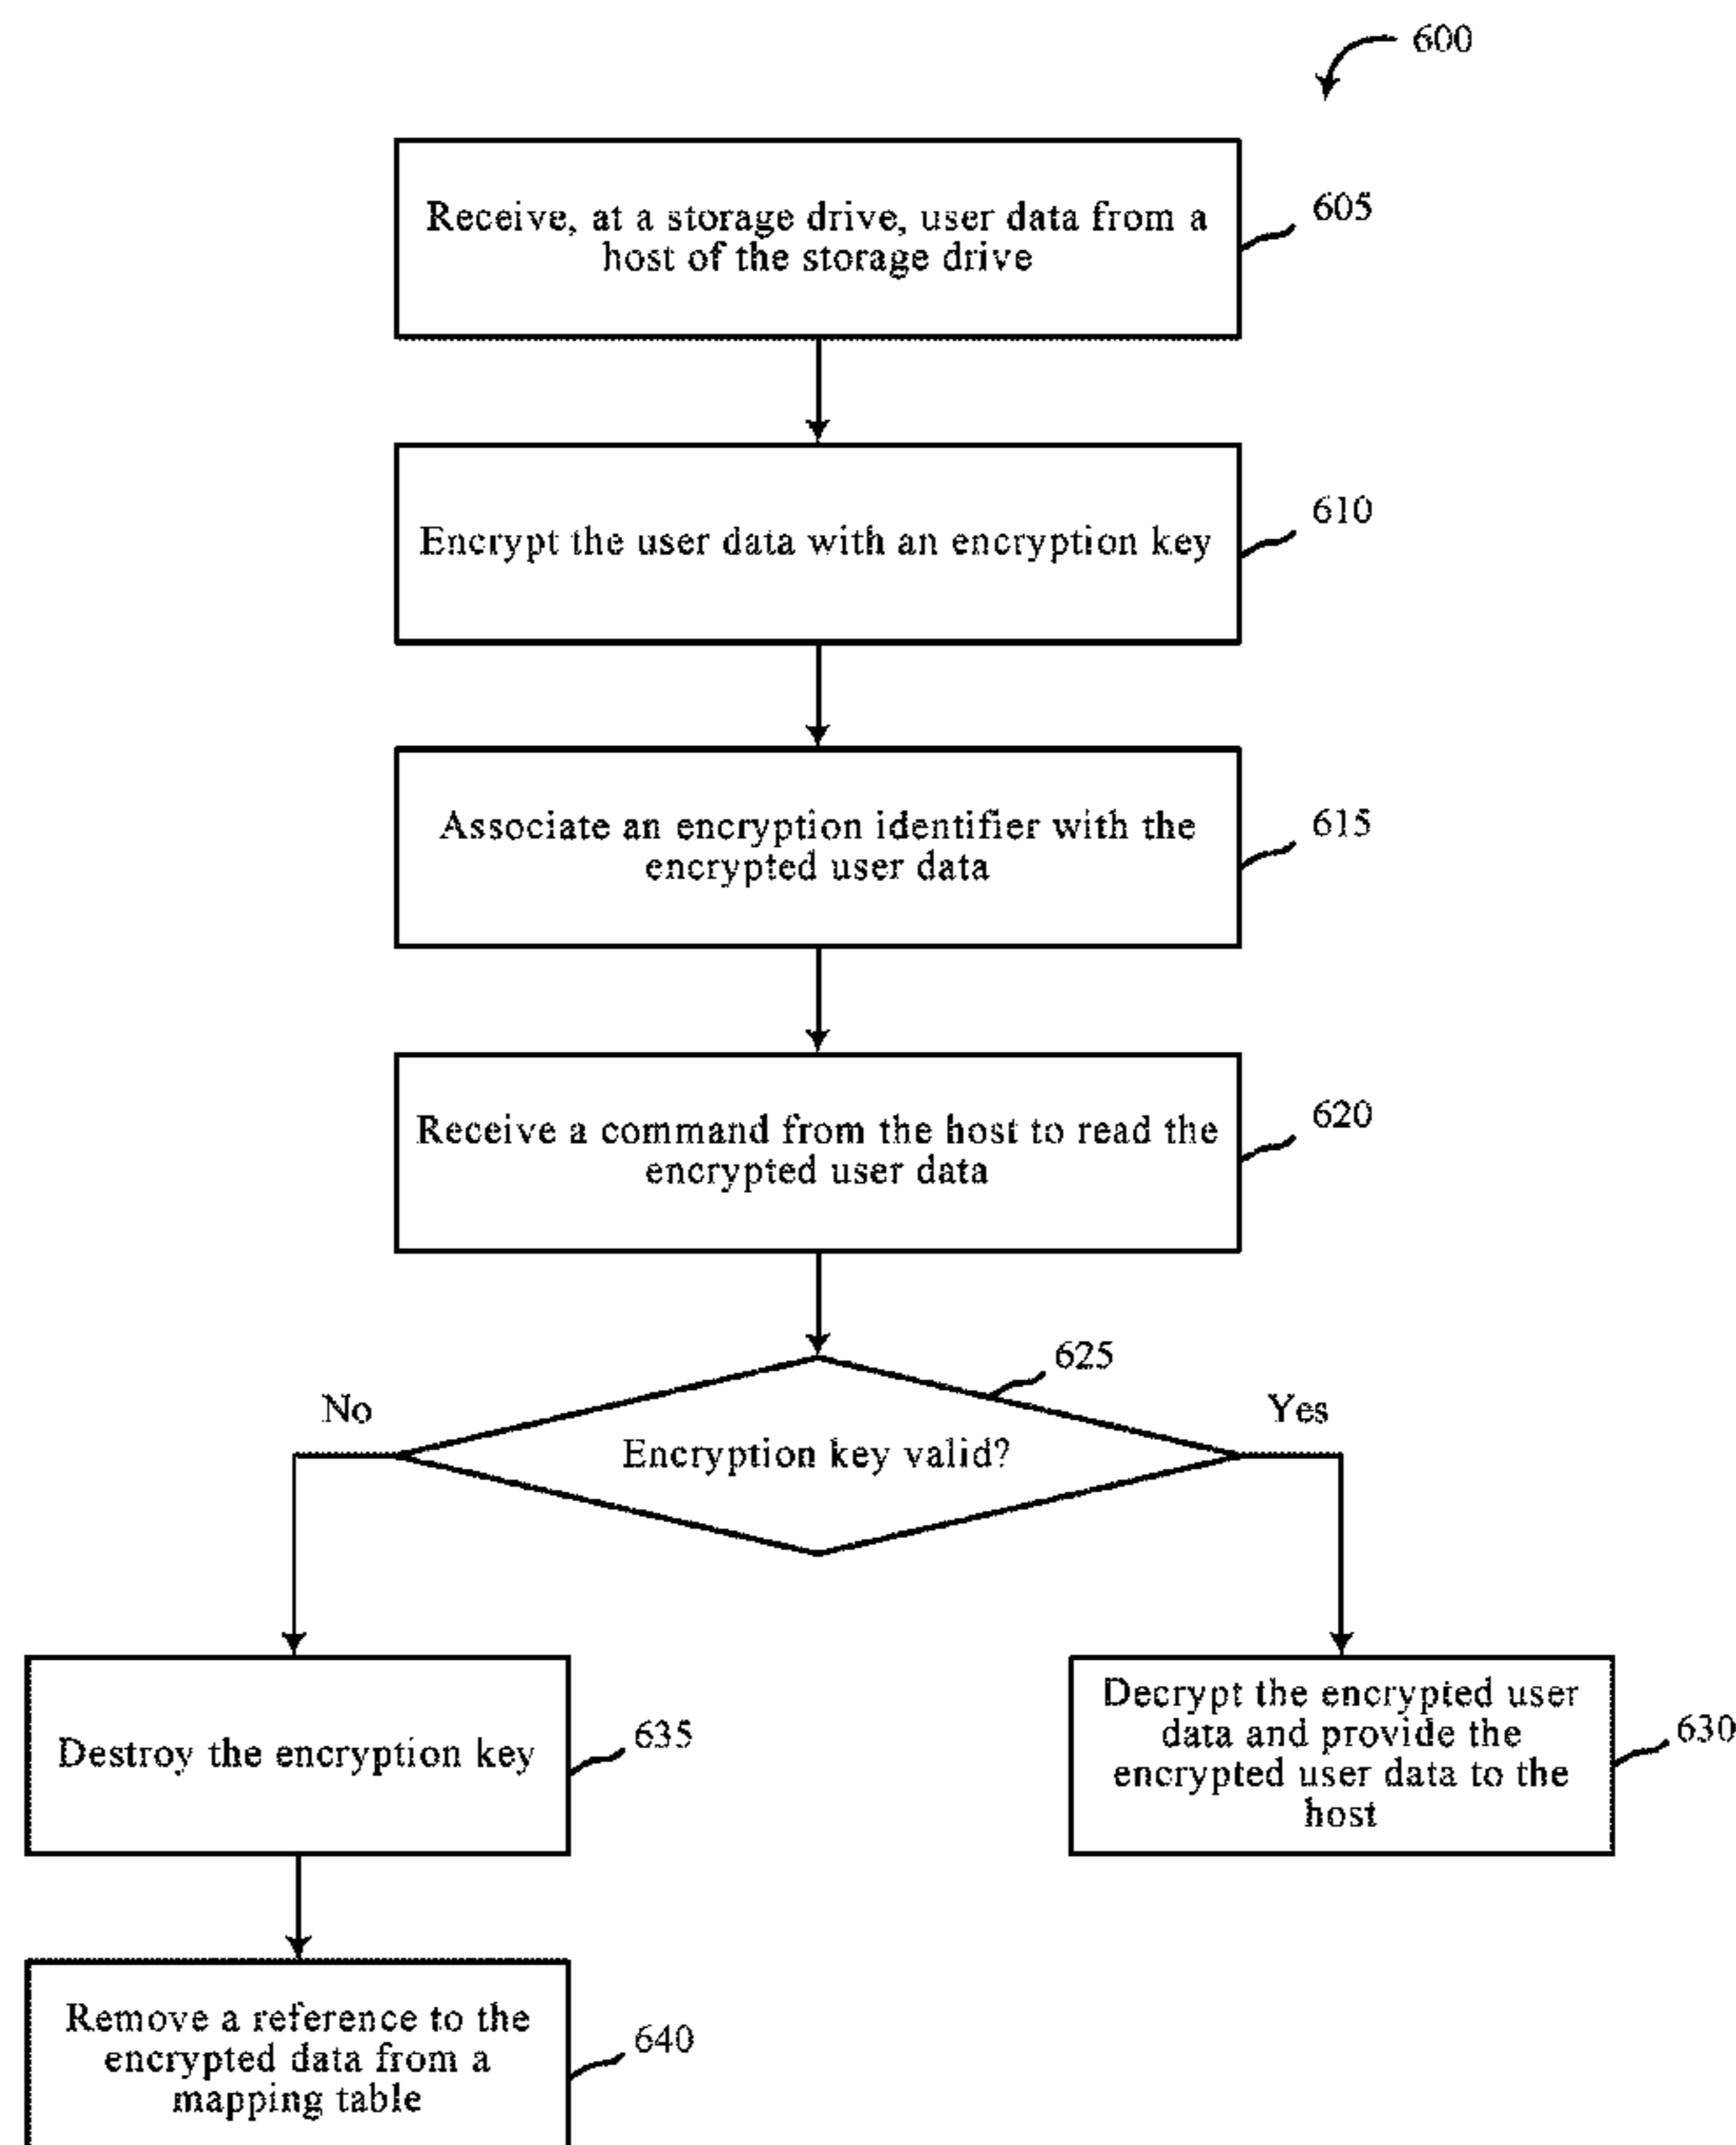 600
Receive, at a storage drive, user data from a
host of the storage drive
605
Encrypt the user data with an encryption key
610
Associate an encryption identifier with the
encrypted user data
615
Receive a command from the host to read the
encrypted user data
620
625
No
Yes
Encryption key valid?
Destroy the encryption key
635
Decrypt the encrypted user
data and provide the
encrypted user data to the
host
630
Remove a reference to the
encrypted data from a
mapping table
640